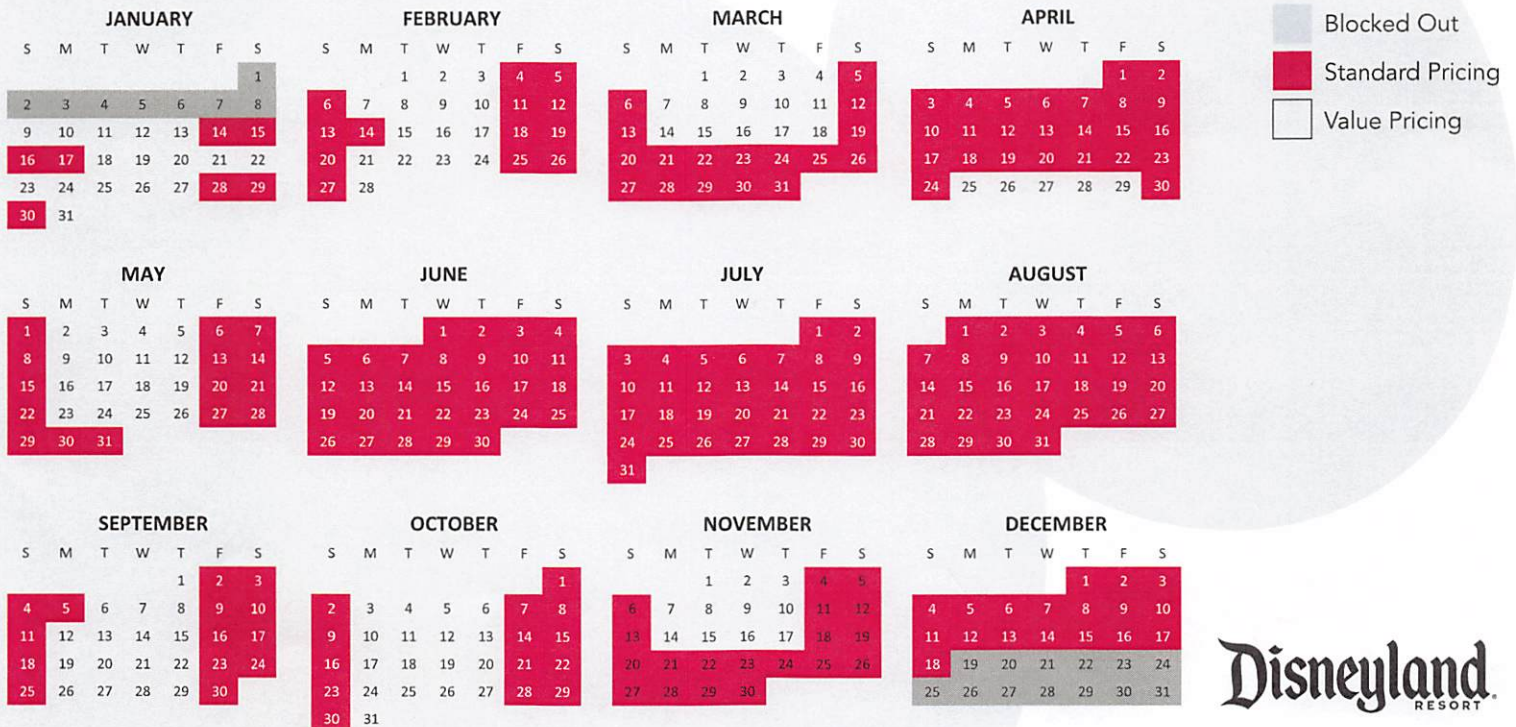 JANUARY
S M T W T F S
1
2 3 4 5 6 7 8
9 10 11 12 13 14 15
16 17 18 19 20 21 22
23 24 25 26 27 28 29
30 31
FEBRUARY
S M T W T F S
1 2 3 4 5
6 7 8 9 10 11 12
13 14 15 16 17 18 19
20 21 22 23 24 25 26
27 28
MARCH
S M T W T F S
1 2 3 4 5
6 7 8 9 10 11 12
13 14 15 16 17 18 19
20 21 22 23 24 25 26
27 28 29 30 31
APRIL
S M T W T F S
1 2
3 4 5 6 7 8 9
10 11 12 13 14 15 16
17 18 19 20 21 22 23
24 25 26 27 28 29 30
Blocked Out
Standard Pricing
Value Pricing
MAY
S M T W T F S
1 2 3 4 5 6 7
8 9 10 11 12 13 14
15 16 17 18 19 20 21
22 23 24 25 26 27 28
29 30 31
JUNE
S M T W T F S
1 2 3 4
5 6 7 8 9 10 11
12 13 14 15 16 17 18
19 20 21 22 23 24 25
26 27 28 29 30
JULY
S M T W T F S
1 2
3 4 5 6 7 8 9
10 11 12 13 14 15 16
17 18 19 20 21 22 23
24 25 26 27 28 29 30
31
AUGUST
S M T W T F S
1 2 3 4 5 6
7 8 9 10 11 12 13
14 15 16 17 18 19 20
21 22 23 24 25 26 27
28 29 30 31
SEPTEMBER
S M T W T F S
1 2 3
4 5 6 7 8 9 10
11 12 13 14 15 16 17
18 19 20 21 22 23 24
25 26 27 28 29 30
OCTOBER
S M T W T F S
1
2 3 4 5 6 7 8
9 10 11 12 13 14 15
16 17 18 19 20 21 22
23 24 25 26 27 28 29
30 31
NOVEMBER
S M T W T F S
1 2 3 4 5
6 7 8 9 10 11 12
13 14 15 16 17 18 19
20 21 22 23 24 25 26
27 28 29 30
DECEMBER
S M T W T F S
1 2 3
4 5 6 7 8 9 10
11 12 13 14 15 16 17
18 19 20 21 22 23 24
25 26 27 28 29 30 31
Disneyland
RESORT